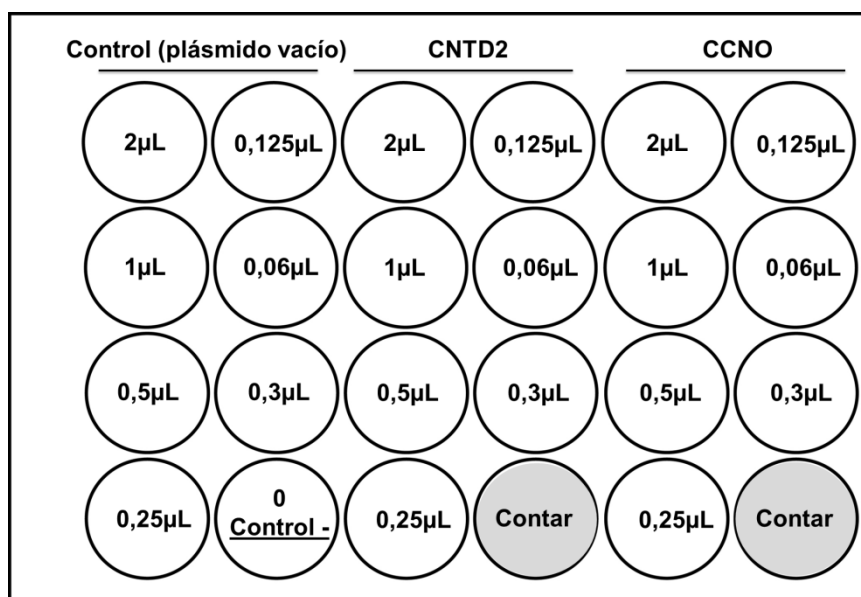 Control (plásmido vacío) CNTD2 CCNO
2µL 0,125µL 2µL 0,125µL 2µL 0,125µL
1µL 0,06µL 1µL 0,06µL 1µL 0,06µL
0,5µL 0,3µL 0,5µL 0,3µL 0,5µL 0,3µL
0
0,25µL Control - 0,25µL Contar 0,25µL Contar